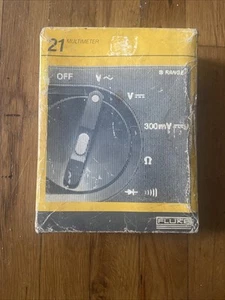 21 MULTIMETER
OFF
V~
RANGE
V⎓
300mV⎓
Ω
FLUKE